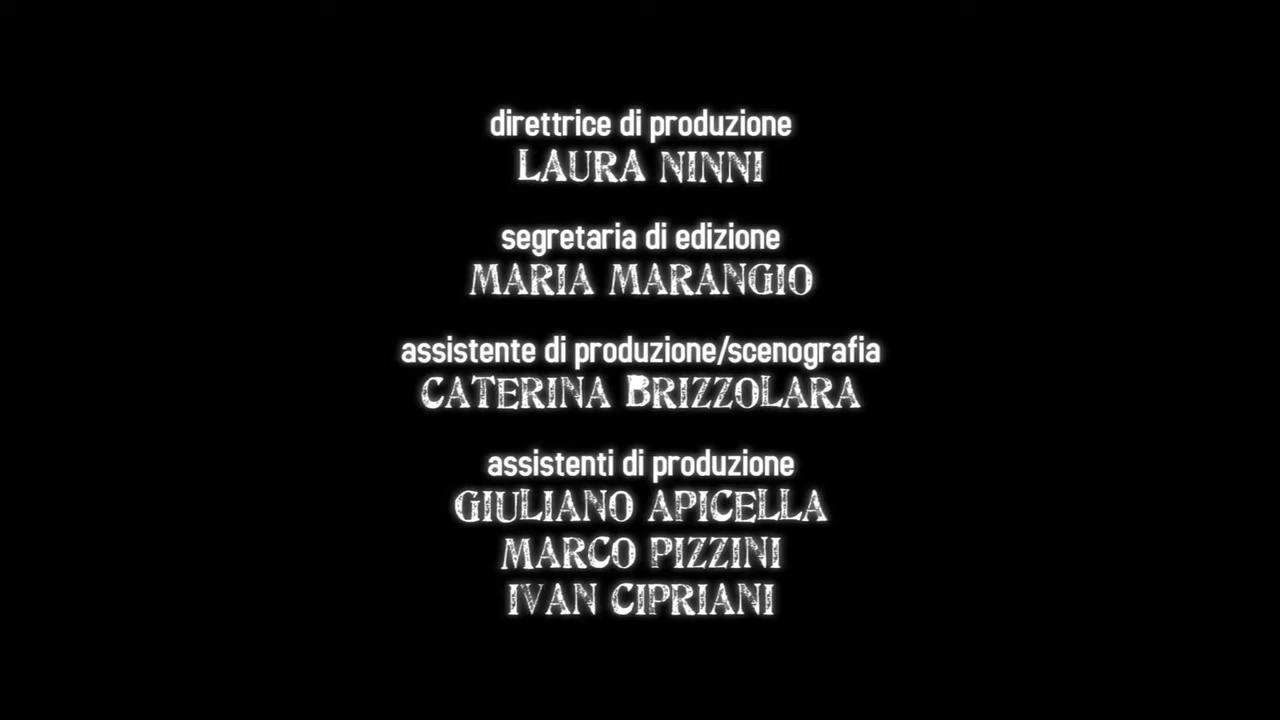 direttrice di produzione
LAURA NINNI
segretaria di edizione
MARIA MARANGIO
assistente di produzione/scenografia
CATERINA BRIZZOLARA
assistenti di produzione
GIULIANO APICELLA
MARCO PIZZINI
IVAN CIPRIANI